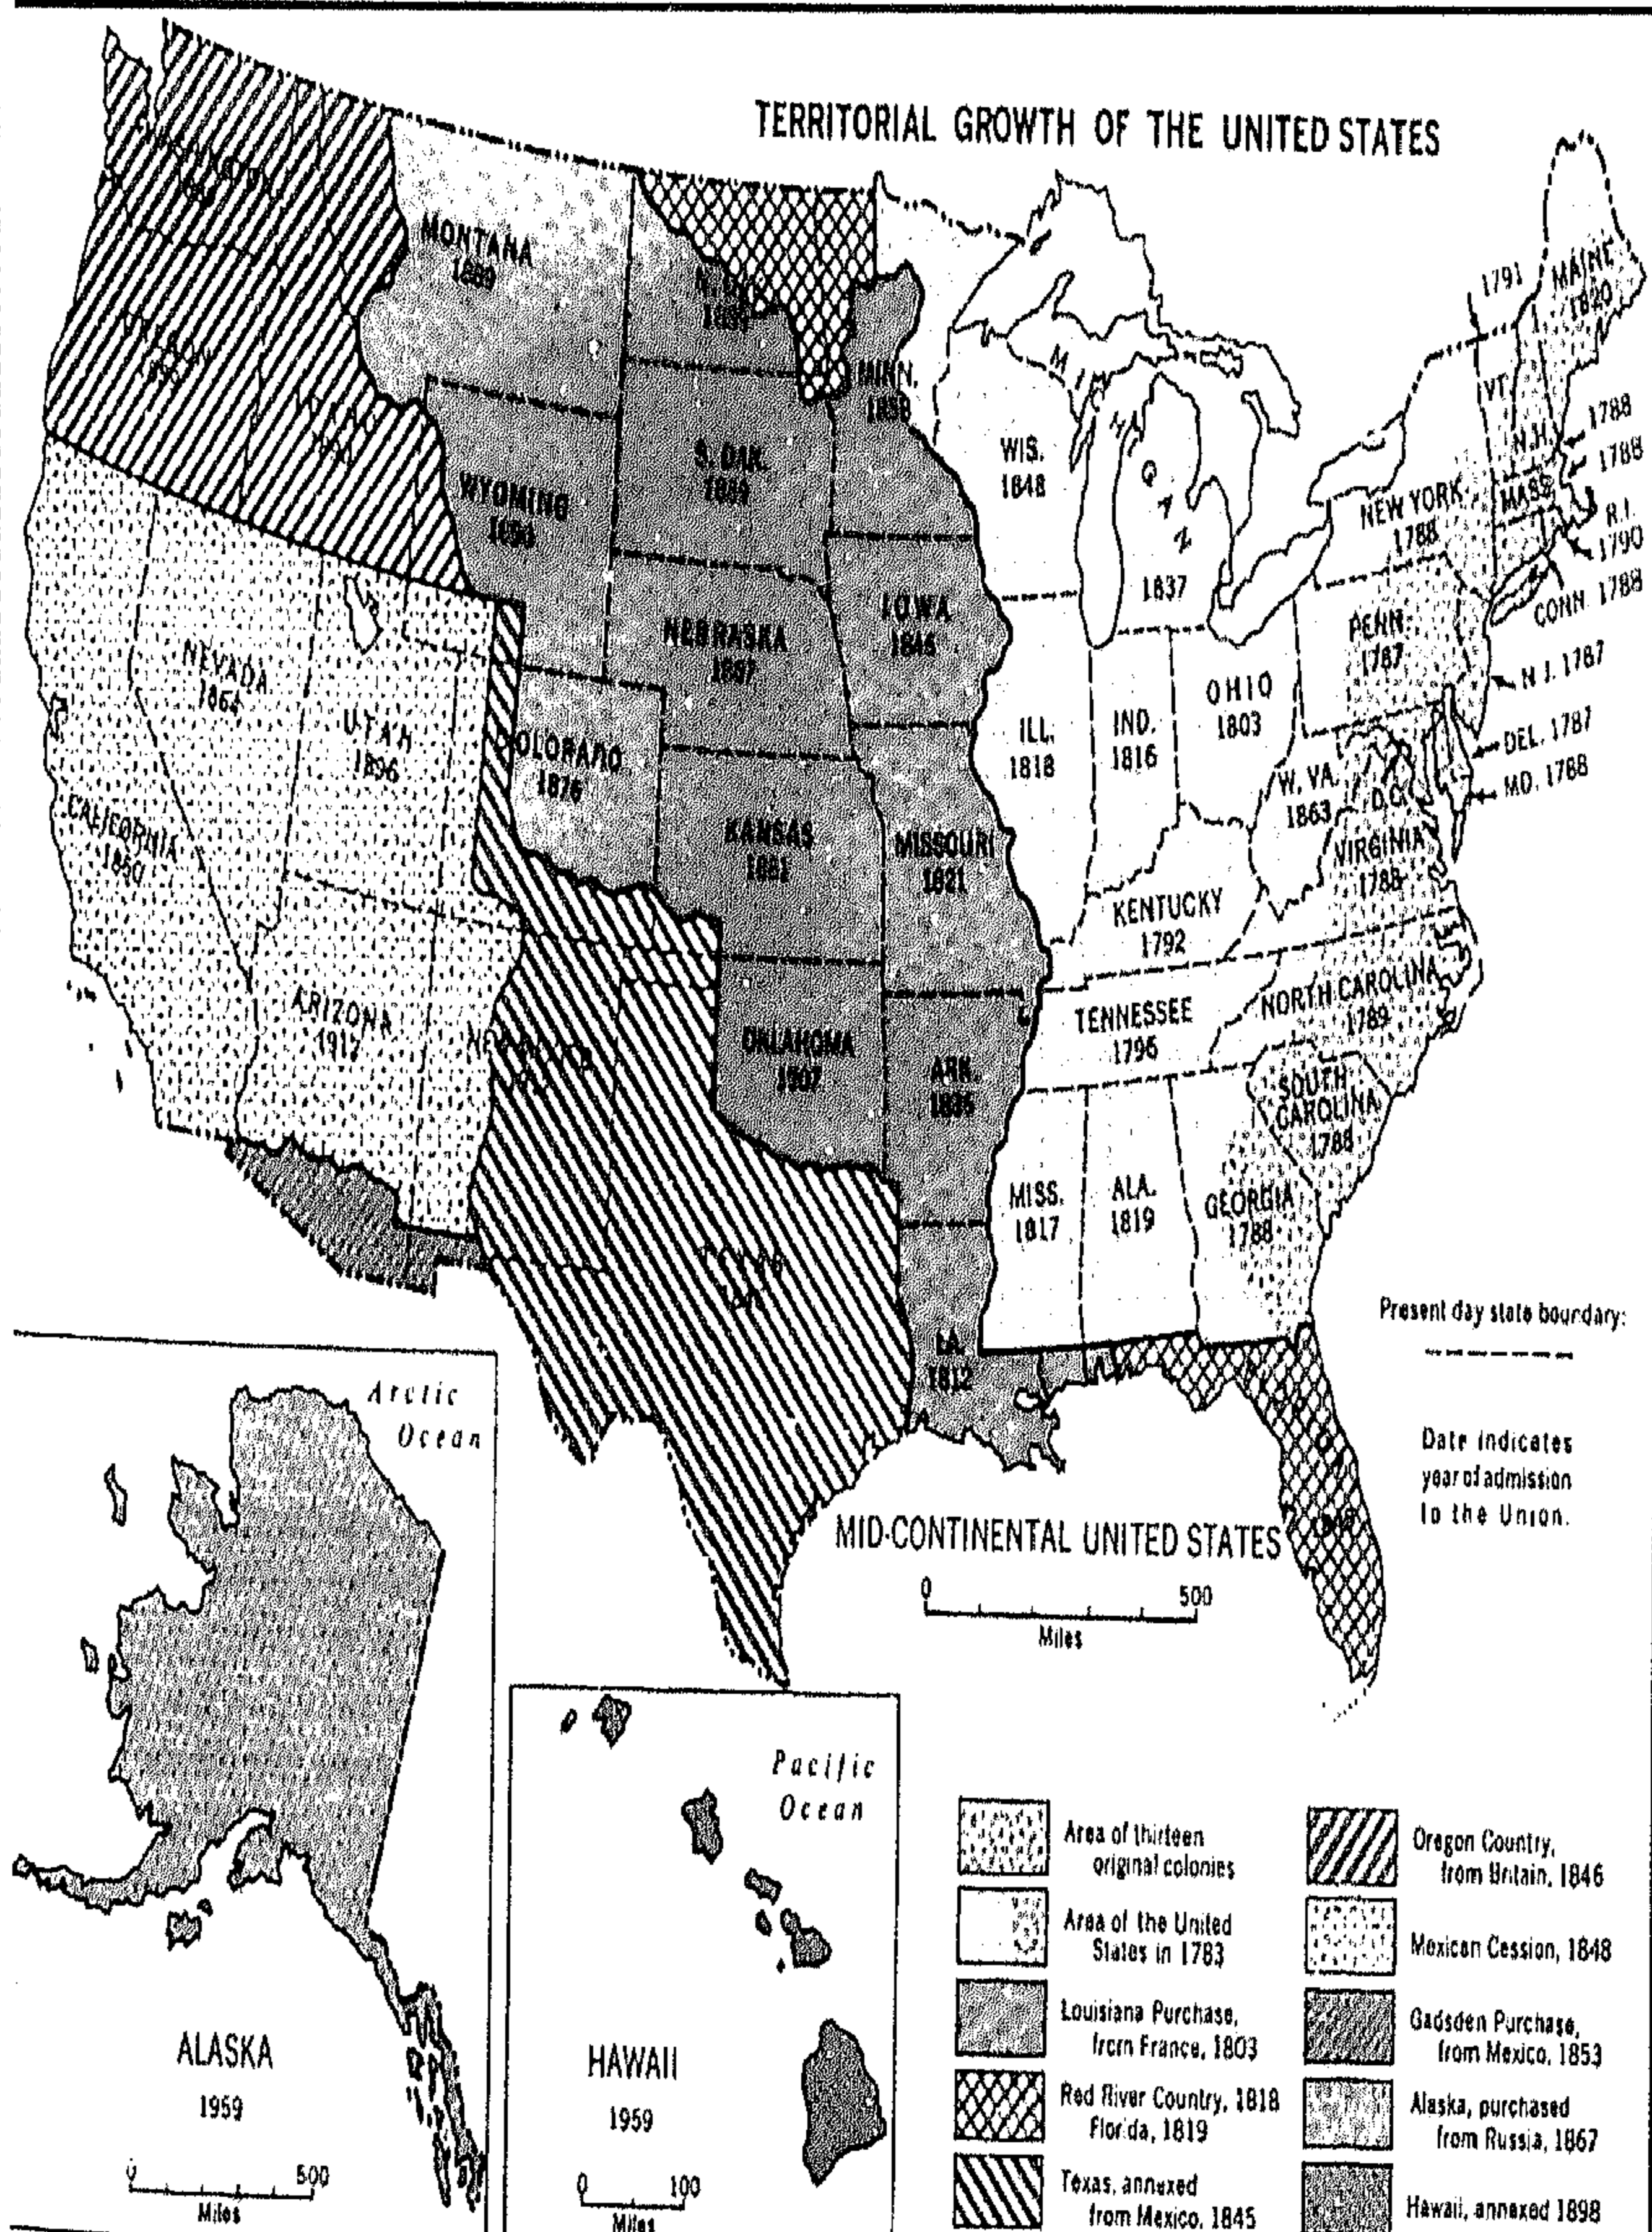 TERRITORIAL GROWTH OF THE UNITED STATES
MONTANA
1889
MINN.
1858
WIS.
1848
MICHIGAN
1837
1791
MAINE
1820
VT.
N.H.
1788
1788
MASS.
R.I.
1790
CONN. 1788
NEW YORK
1788
PENN.
1787
N J. 1787
DEL. 1787
MD. 1788
WYOMING
1890
S. DAK.
1889
NEBRASKA
1867
IOWA
1846
ILL.
1818
IND.
1816
OHIO
1803
W. VA.
1863
D.C.
VIRGINIA
1788
NEVADA
1864
UTAH
1896
COLORADO
1876
KANSAS
1861
MISSOURI
1821
KENTUCKY
1792
CALIFORNIA
1850
ARIZONA
1912
OKLAHOMA
1907
ARK.
1836
TENNESSEE
1796
NORTH CAROLINA
1789
SOUTH
CAROLINA
1788
MISS.
1817
ALA.
1819
GEORGIA
1788
LA.
1812
Present day state boundary:
Date indicates
year of admission
to the Union.
MID-CONTINENTAL UNITED STATES
0 500
Miles
Arctic
Ocean
ALASKA
1959
0 500
Miles
Pacific
Ocean
HAWAII
1959
0 100
Miles
Area of thirteen
original colonies
Area of the United
States in 1783
Louisiana Purchase,
from France, 1803
Red River Country, 1818
Florida, 1819
Texas, annexed
from Mexico, 1845
Oregon Country,
from Britain, 1846
Mexican Cession, 1848
Gadsden Purchase,
from Mexico, 1853
Alaska, purchased
from Russia, 1867
Hawaii, annexed 1898